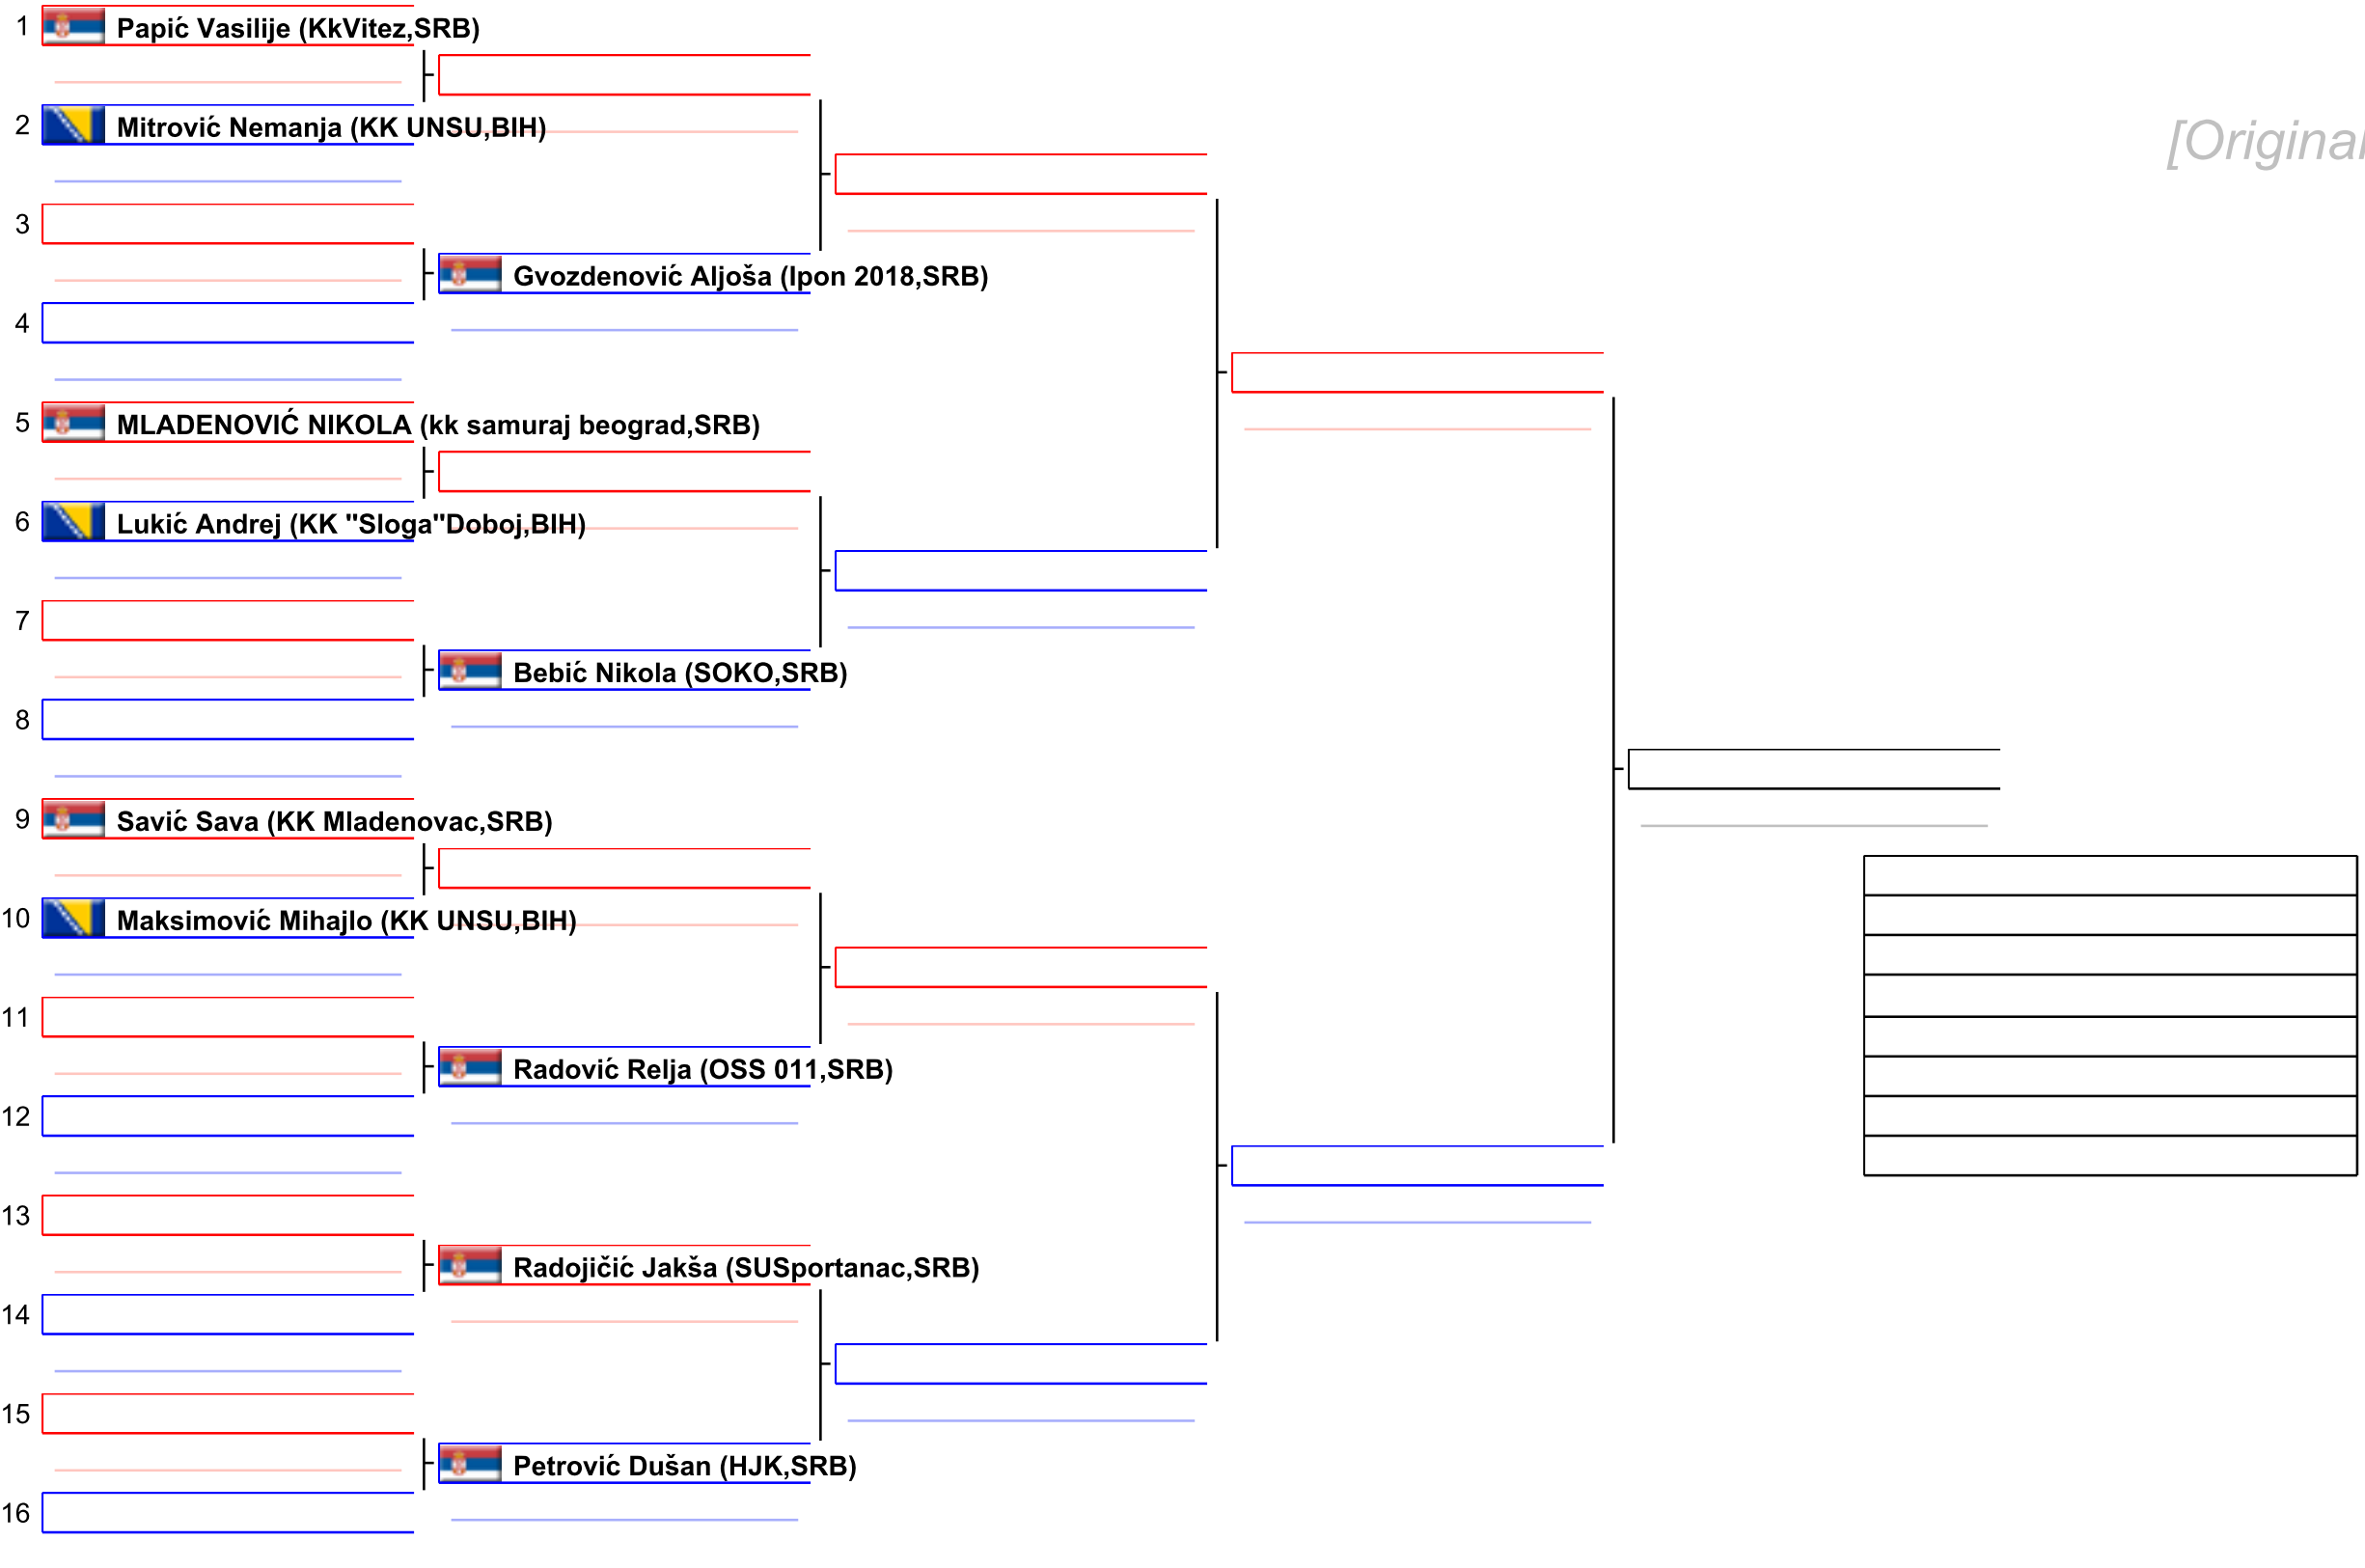 1 Papić Vasilije (KkVitez,SRB)
2 Mitrović Nemanja (KK UNSU,BIH)
[Original
3
Gvozdenović Aljoša (Ipon 2018,SRB)
4
5 MLADENOVIĆ NIKOLA (kk samuraj beograd,SRB)
6 Lukić Andrej (KK "Sloga"Doboj,BIH)
7
Bebić Nikola (SOKO,SRB)
8
9 Savić Sava (KK Mladenovac,SRB)
10 Maksimović Mihajlo (KK UNSU,BIH)
11
Radović Relja (OSS 011,SRB)
12
13
Radojičić Jakša (SUSportanac,SRB)
14
15
Petrović Dušan (HJK,SRB)
16